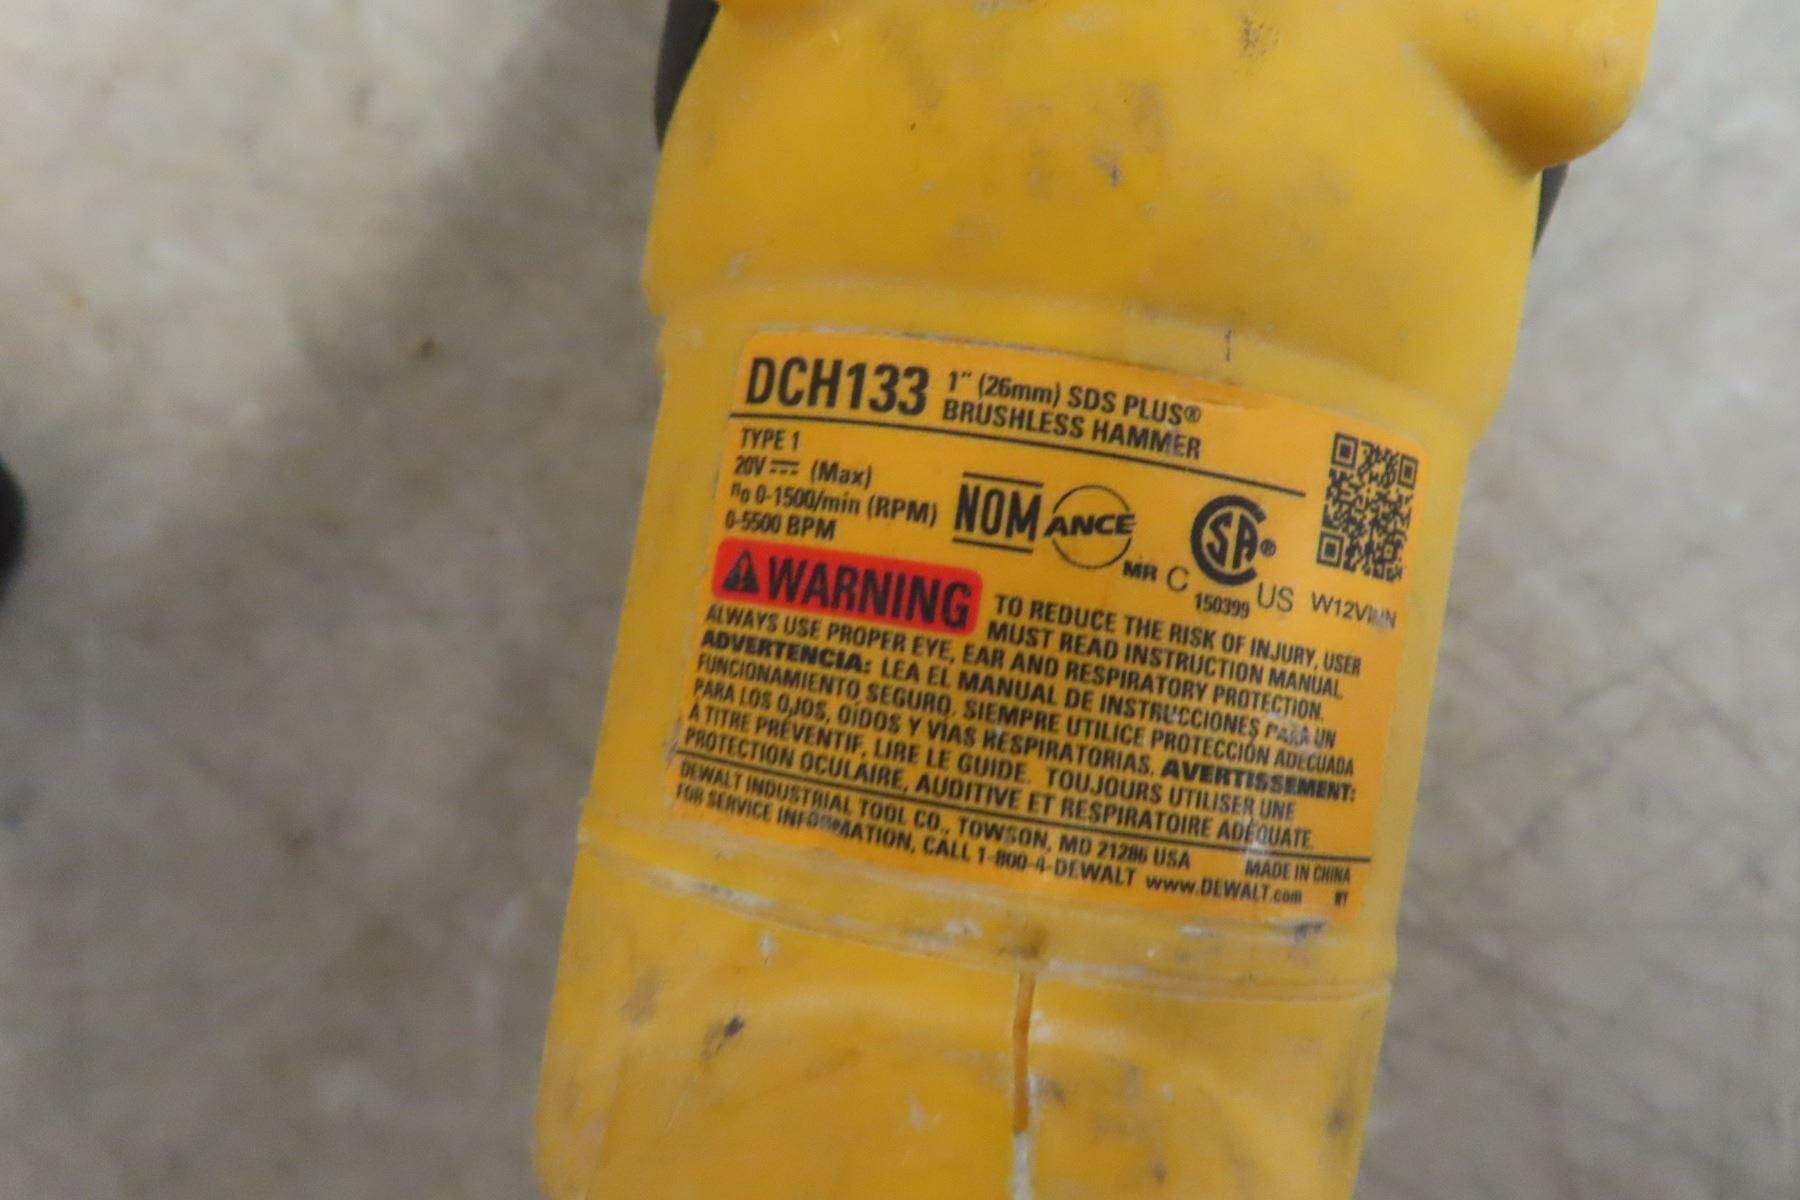 DCH133 1" (26mm) SDS PLUS®
BRUSHLESS HAMMER
TYPE 1
20V ⎓ (Max)
n₀ 0-1500/min (RPM)
0-5500 BPM
NOM ANCE MR
C SA® C US
150399
⚠WARNING TO REDUCE THE RISK OF INJURY, USER
MUST READ INSTRUCTION MANUAL.
ALWAYS USE PROPER EYE, EAR AND RESPIRATORY PROTECTION.
ADVERTENCIA: LEA EL MANUAL DE INSTRUCCIONES PARA UN
FUNCIONAMIENTO SEGURO. SIEMPRE UTILICE PROTECCIÓN ADECUADA
PARA LOS OJOS, OÍDOS Y VÍAS RESPIRATORIAS. AVERTISSEMENT:
À TITRE PRÉVENTIF, LIRE LE GUIDE. TOUJOURS UTILISER UNE
PROTECTION OCULAIRE, AUDITIVE ET RESPIRATOIRE ADÉQUATE.
DEWALT INDUSTRIAL TOOL CO., TOWSON, MD 21286 USA MADE IN CHINA
FOR SERVICE INFORMATION, CALL 1-800-4-DEWALT www.DEWALT.com